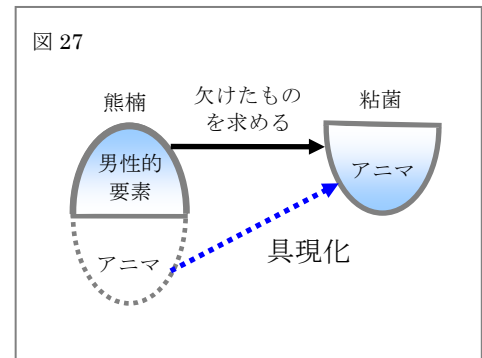 図 27
熊楠
欠けたもの
を求める
粘菌
男性的
要素
アニマ
アニマ
具現化